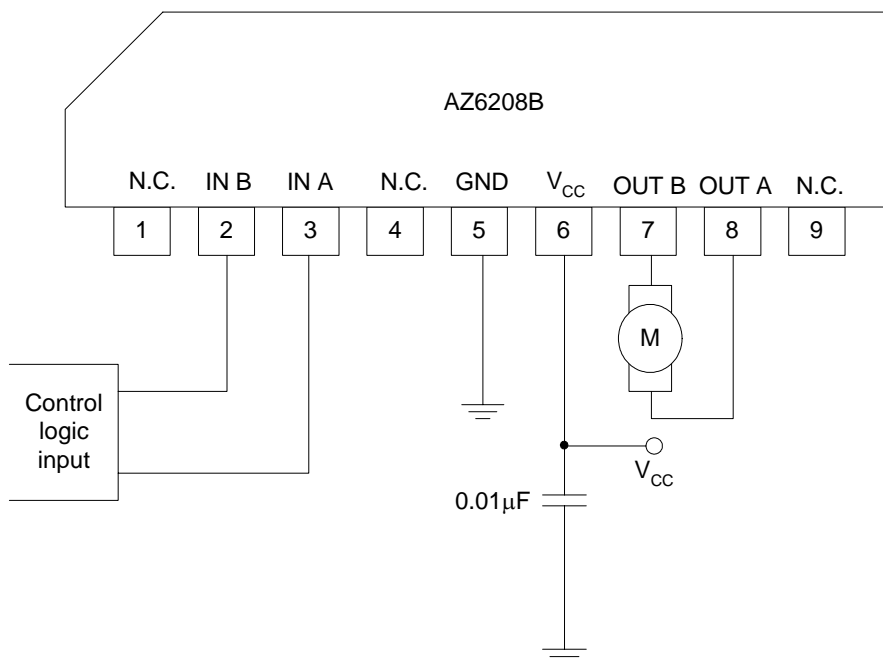 AZ6208B
N.C. IN B IN A N.C. GND VCC OUT B OUT A N.C.
1 2 3 4 5 6 7 8 9
M
Control
logic
input
VCC
0.01μF